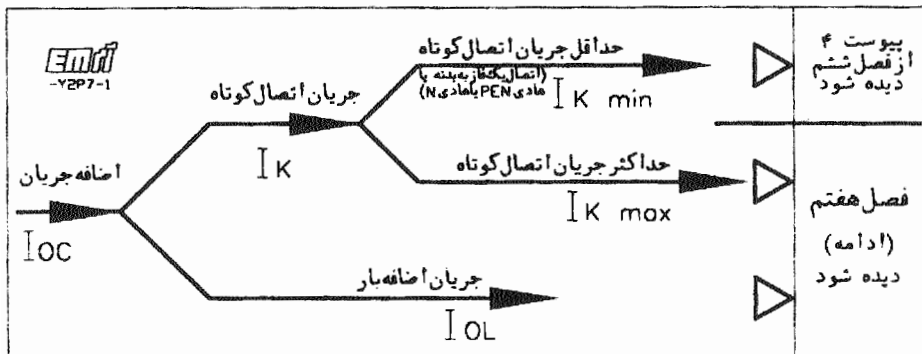 EMrii
-Y2P7-1
اضافه جریان
IOC
جریان اتصال کوتاه
IK
حداقل جریان اتصال کوتاه
(اتصال یک فاز به بدنه یا
هادی PEN یا هادی N)
IK min
حداکثر جریان اتصال کوتاه
IK max
جریان اضافه بار
IOL
پیوست ۴
از فصل ششم
دیده شود
فصل هفتم
(ادامه)
دیده شود